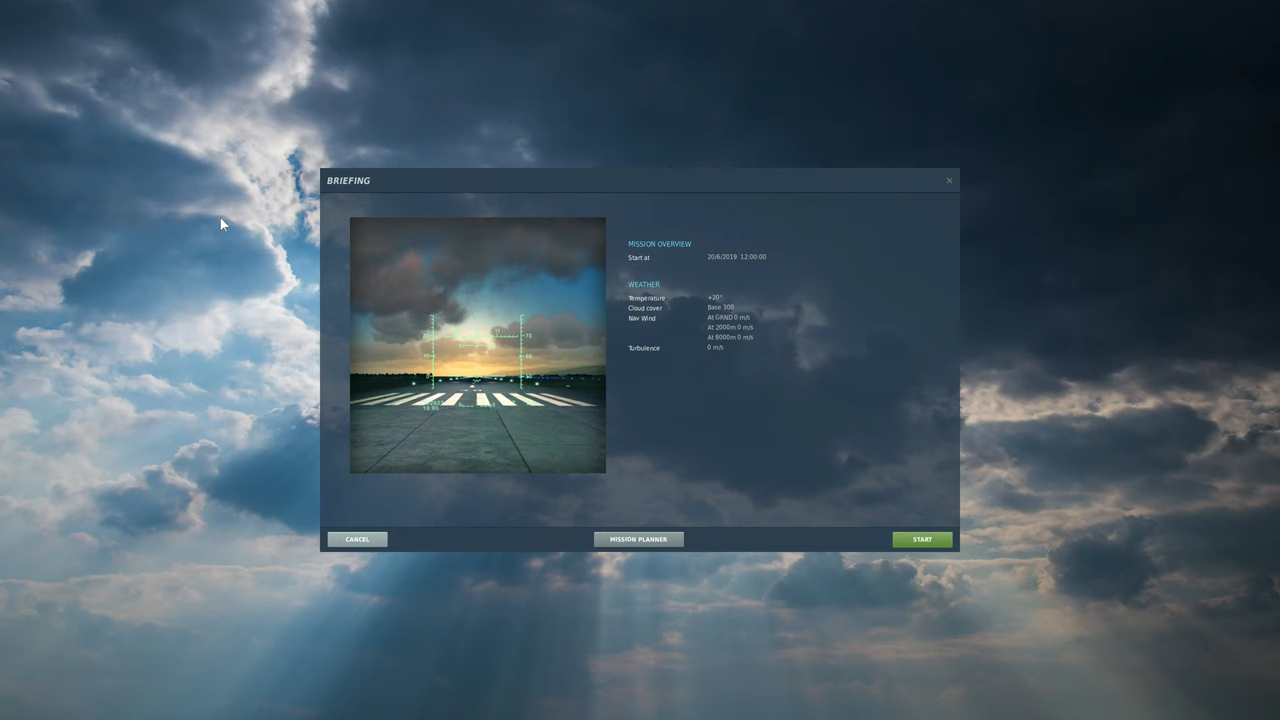 BRIEFING
MISSION OVERVIEW
Start at 20/6/2019 12:00:00
WEATHER
Temperature +20°
Cloud cover Base 300
Nav Wind At GRND 0 m/s
At 2000m 0 m/s
At 8000m 0 m/s
Turbulence 0 m/s
CANCEL
MISSION PLANNER
START